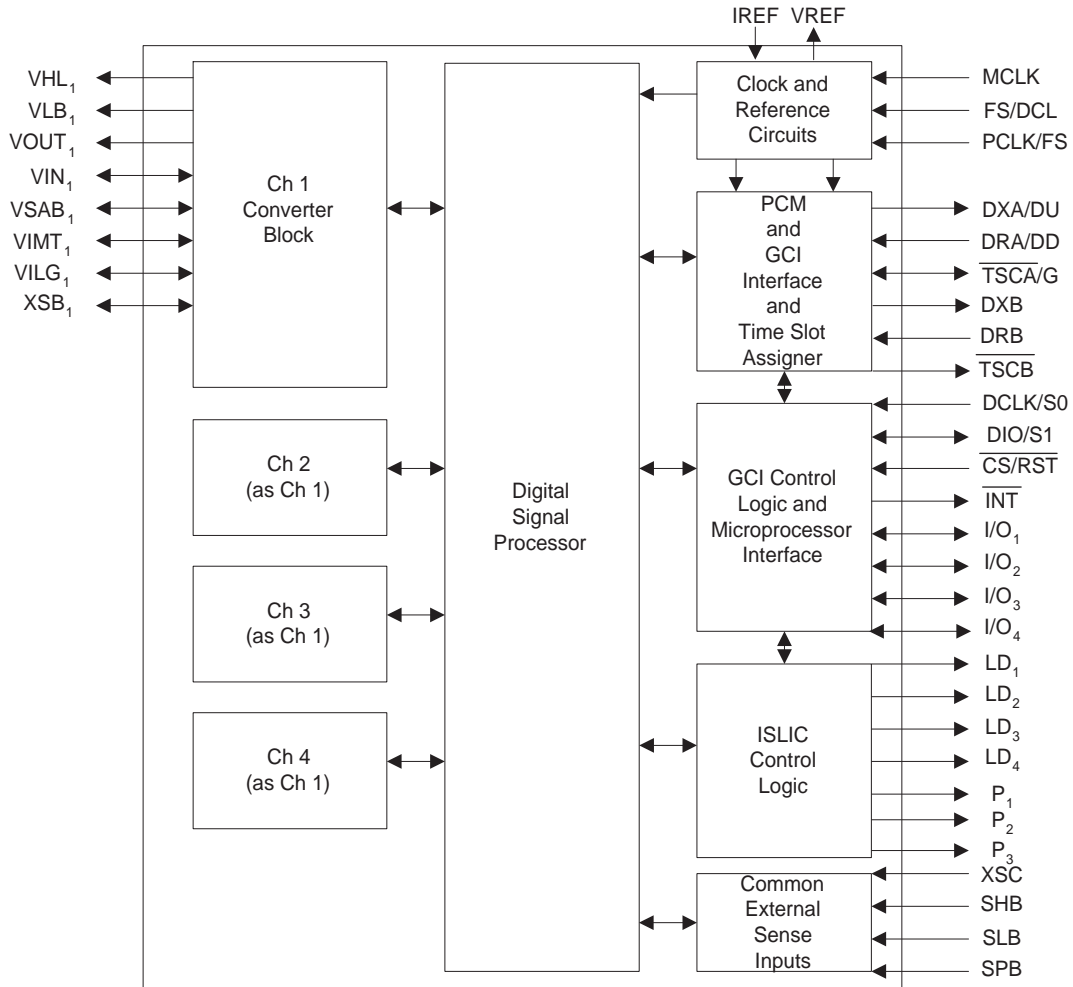 IREF VREF
VHL₁
VLB₁
VOUT₁
VIN₁
VSAB₁
VIMT₁
VILG₁
XSB₁
Ch 1
Converter
Block
Ch 2
(as Ch 1)
Ch 3
(as Ch 1)
Ch 4
(as Ch 1)
Digital
Signal
Processor
Clock and
Reference
Circuits
PCM
and
GCI
Interface
and
Time Slot
Assigner
GCI Control
Logic and
Microprocessor
Interface
ISLIC
Control
Logic
Common
External
Sense
Inputs
MCLK
FS/DCL
PCLK/FS
DXA/DU
DRA/DD
TSCA/G
DXB
DRB
TSCB
DCLK/S0
DIO/S1
CS/RST
INT
I/O₁
I/O₂
I/O₃
I/O₄
LD₁
LD₂
LD₃
LD₄
P₁
P₂
P₃
XSC
SHB
SLB
SPB